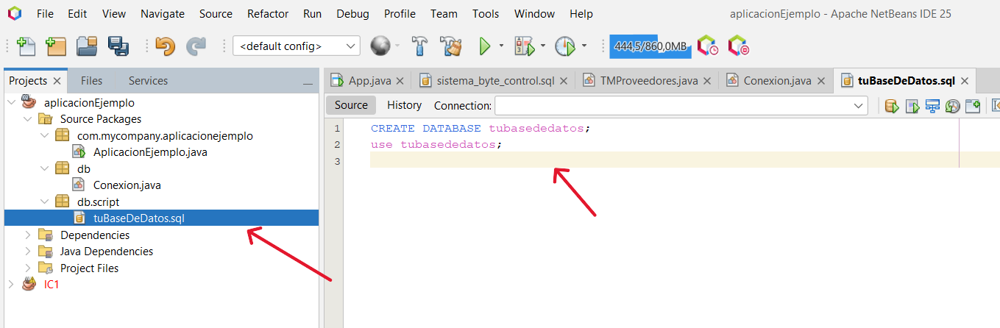 File Edit View Navigate Source Refactor Run Debug Profile Team Tools Window Help aplicacionEjemplo - Apache NetBeans IDE 25
<default config> 444,5/860,0MB
Projects Files Services
aplicacionEjemplo
Source Packages
com.mycompany.aplicacionejemplo
AplicacionEjemplo.java
db
Conexion.java
db.script
tuBaseDeDatos.sql
Dependencies
Java Dependencies
Project Files
IC1
App.java sistema_byte_control.sql TMProveedores.java Conexion.java tuBaseDeDatos.sql
Source History Connection:
1 CREATE DATABASE tubasededatos;
2 use tubasededatos;
3